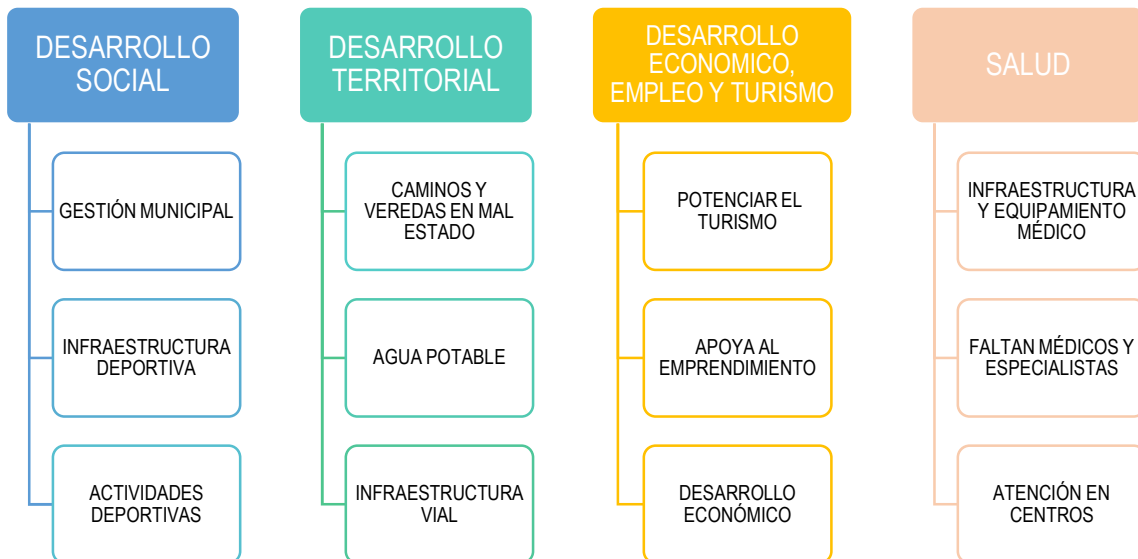 DESARROLLO
SOCIAL
GESTIÓN MUNICIPAL
INFRAESTRUCTURA
DEPORTIVA
ACTIVIDADES
DEPORTIVAS
DESARROLLO
TERRITORIAL
CAMINOS Y
VEREDAS EN MAL
ESTADO
AGUA POTABLE
INFRAESTRUCTURA
VIAL
DESARROLLO
ECONOMICO,
EMPLEO Y TURISMO
POTENCIAR EL
TURISMO
APOYA AL
EMPRENDIMIENTO
DESARROLLO
ECONÓMICO
SALUD
INFRAESTRUCTURA
Y EQUIPAMIENTO
MÉDICO
FALTAN MÉDICOS Y
ESPECIALISTAS
ATENCIÓN EN
CENTROS